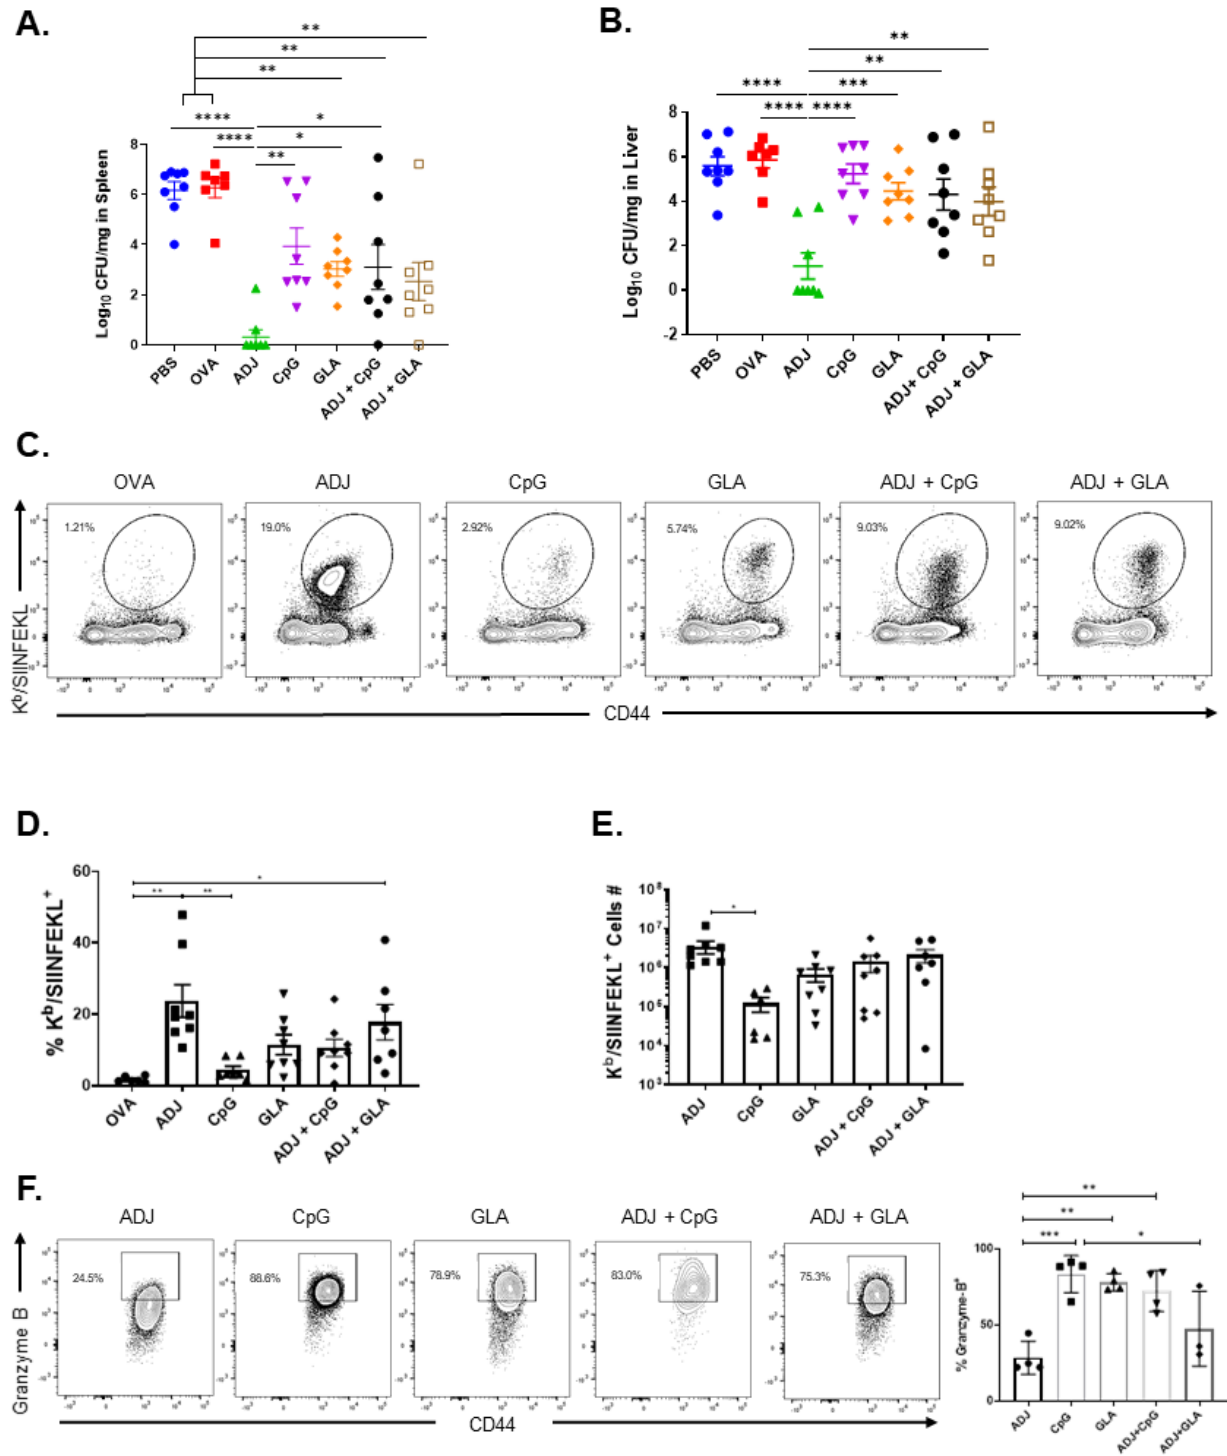 A.
**
**
**
****
*
****
*
**
Log₁₀ CFU/mg in Spleen
8
6
4
2
0
PBS
OVA
ADJ
CpG
GLA
ADJ + CpG
ADJ + GLA
B.
**
**
****
***
****
****
Log₁₀ CFU/mg in Liver
8
6
4
2
0
-2
PBS
OVA
ADJ
CpG
GLA
ADJ+ CpG
ADJ + GLA
C.
OVA
ADJ
CpG
GLA
ADJ + CpG
ADJ + GLA
1.21%
19.0%
2.92%
5.74%
9.03%
9.02%
Kᵇ/SIINFEKL
CD44
D.
% Kᵇ/SIINFEKL⁺
60
40
20
0
*
**
**
OVA
ADJ
CpG
GLA
ADJ + CpG
ADJ + GLA
E.
Kᵇ/SIINFEKL⁺ Cells #
10⁸
10⁷
10⁶
10⁵
10⁴
10³
*
ADJ
CpG
GLA
ADJ + CpG
ADJ + GLA
F.
ADJ
CpG
GLA
ADJ + CpG
ADJ + GLA
24.5%
88.6%
78.9%
83.0%
75.3%
Granzyme B
CD44
**
**
***
*
% Granzyme-B⁺
100
50
0
ADJ
CpG
GLA
ADJ+CpG
ADJ+GLA